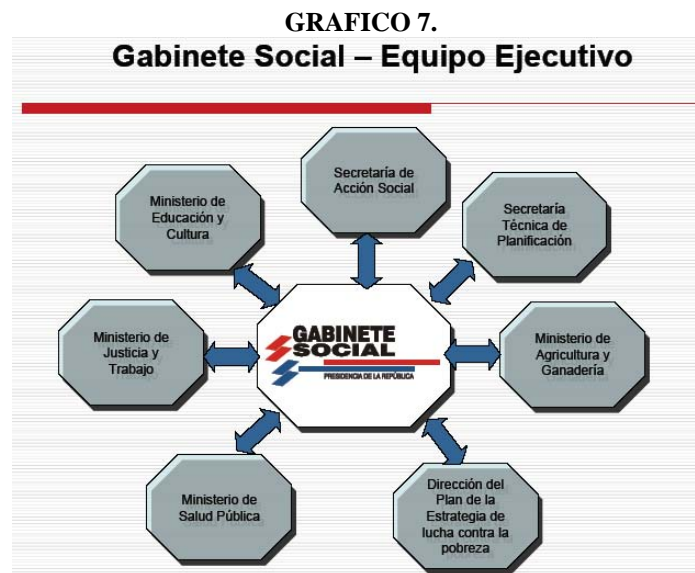 GRAFICO 7.
Gabinete Social – Equipo Ejecutivo
Secretaría de
Acción Social
Ministerio de
Educación y
Cultura
Secretaría
Técnica de
Planificación
Ministerio de
Justicia y
Trabajo
GABINETE
SOCIAL
PRESIDENCIA DE LA REPÚBLICA
Ministerio de
Agricultura y
Ganadería
Ministerio de
Salud Pública
Dirección del
Plan de la
Estrategia de
lucha contra la
pobreza